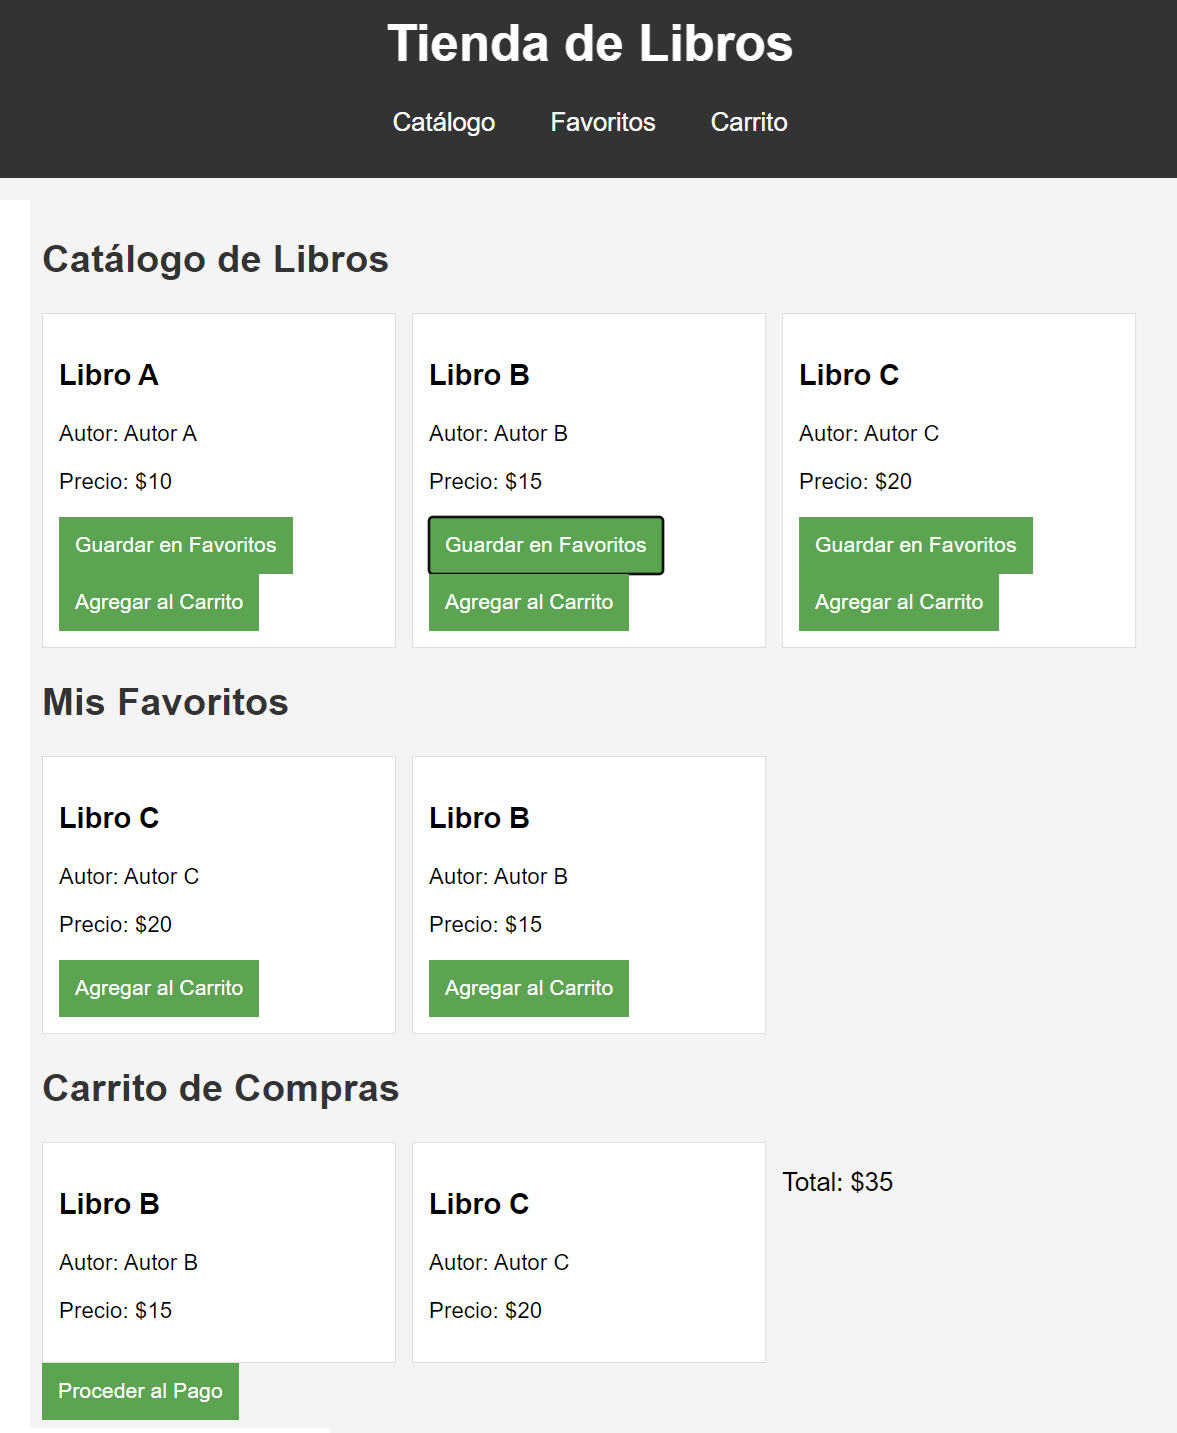 Tienda de Libros
Catálogo Favoritos Carrito
Catálogo de Libros
Libro A
Autor: Autor A
Precio: $10
Guardar en Favoritos
Agregar al Carrito
Libro B
Autor: Autor B
Precio: $15
Guardar en Favoritos
Agregar al Carrito
Libro C
Autor: Autor C
Precio: $20
Guardar en Favoritos
Agregar al Carrito
Mis Favoritos
Libro C
Autor: Autor C
Precio: $20
Agregar al Carrito
Libro B
Autor: Autor B
Precio: $15
Agregar al Carrito
Carrito de Compras
Libro B
Autor: Autor B
Precio: $15
Libro C
Autor: Autor C
Precio: $20
Total: $35
Proceder al Pago